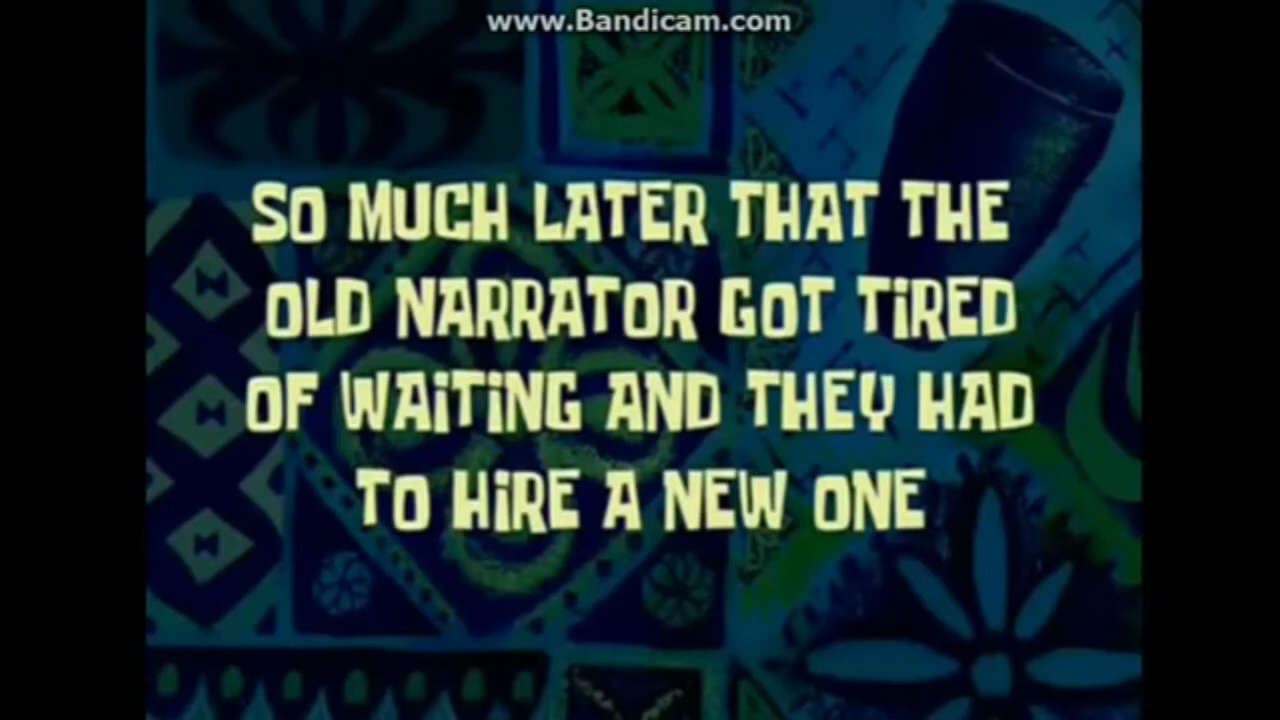 www.Bandicam.com
SO MUCH LATER THAT THE
OLD NARRATOR GOT TiRED
OF WAiTiNG AND THEY HAD
TO HiRE A NEW ONE